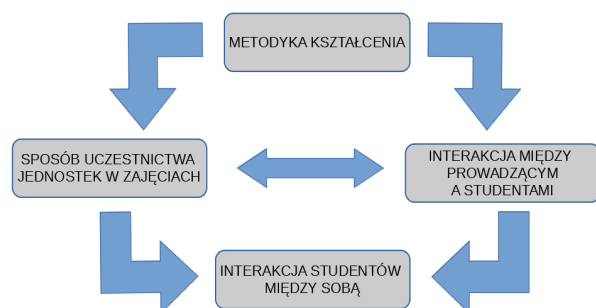 METODYKA KSZTAŁCENIA
SPOSÓB UCZESTNICTWA
JEDNOSTEK W ZAJĘCIACH
INTERAKCJA MIĘDZY
PROWADZĄCYM
A STUDENTAMI
INTERAKCJA STUDENTÓW
MIĘDZY SOBĄ